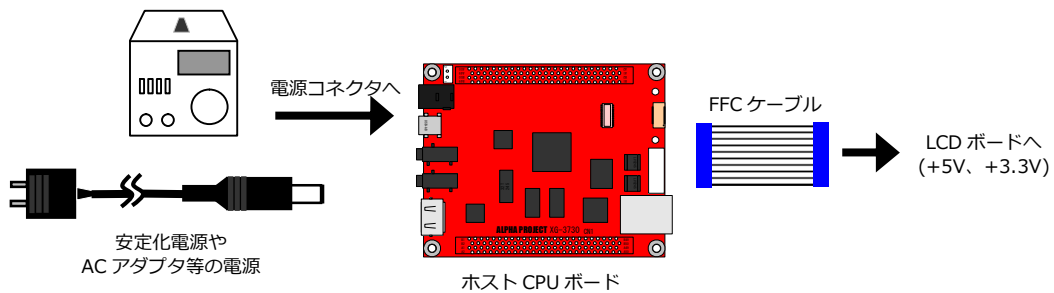 電源コネクタへ
FFC ケーブル
LCD ボードへ
(+5V、+3.3V)
安定化電源や
AC アダプタ等の電源
ALPHA PROJECT XG-3730
ホスト CPU ボード